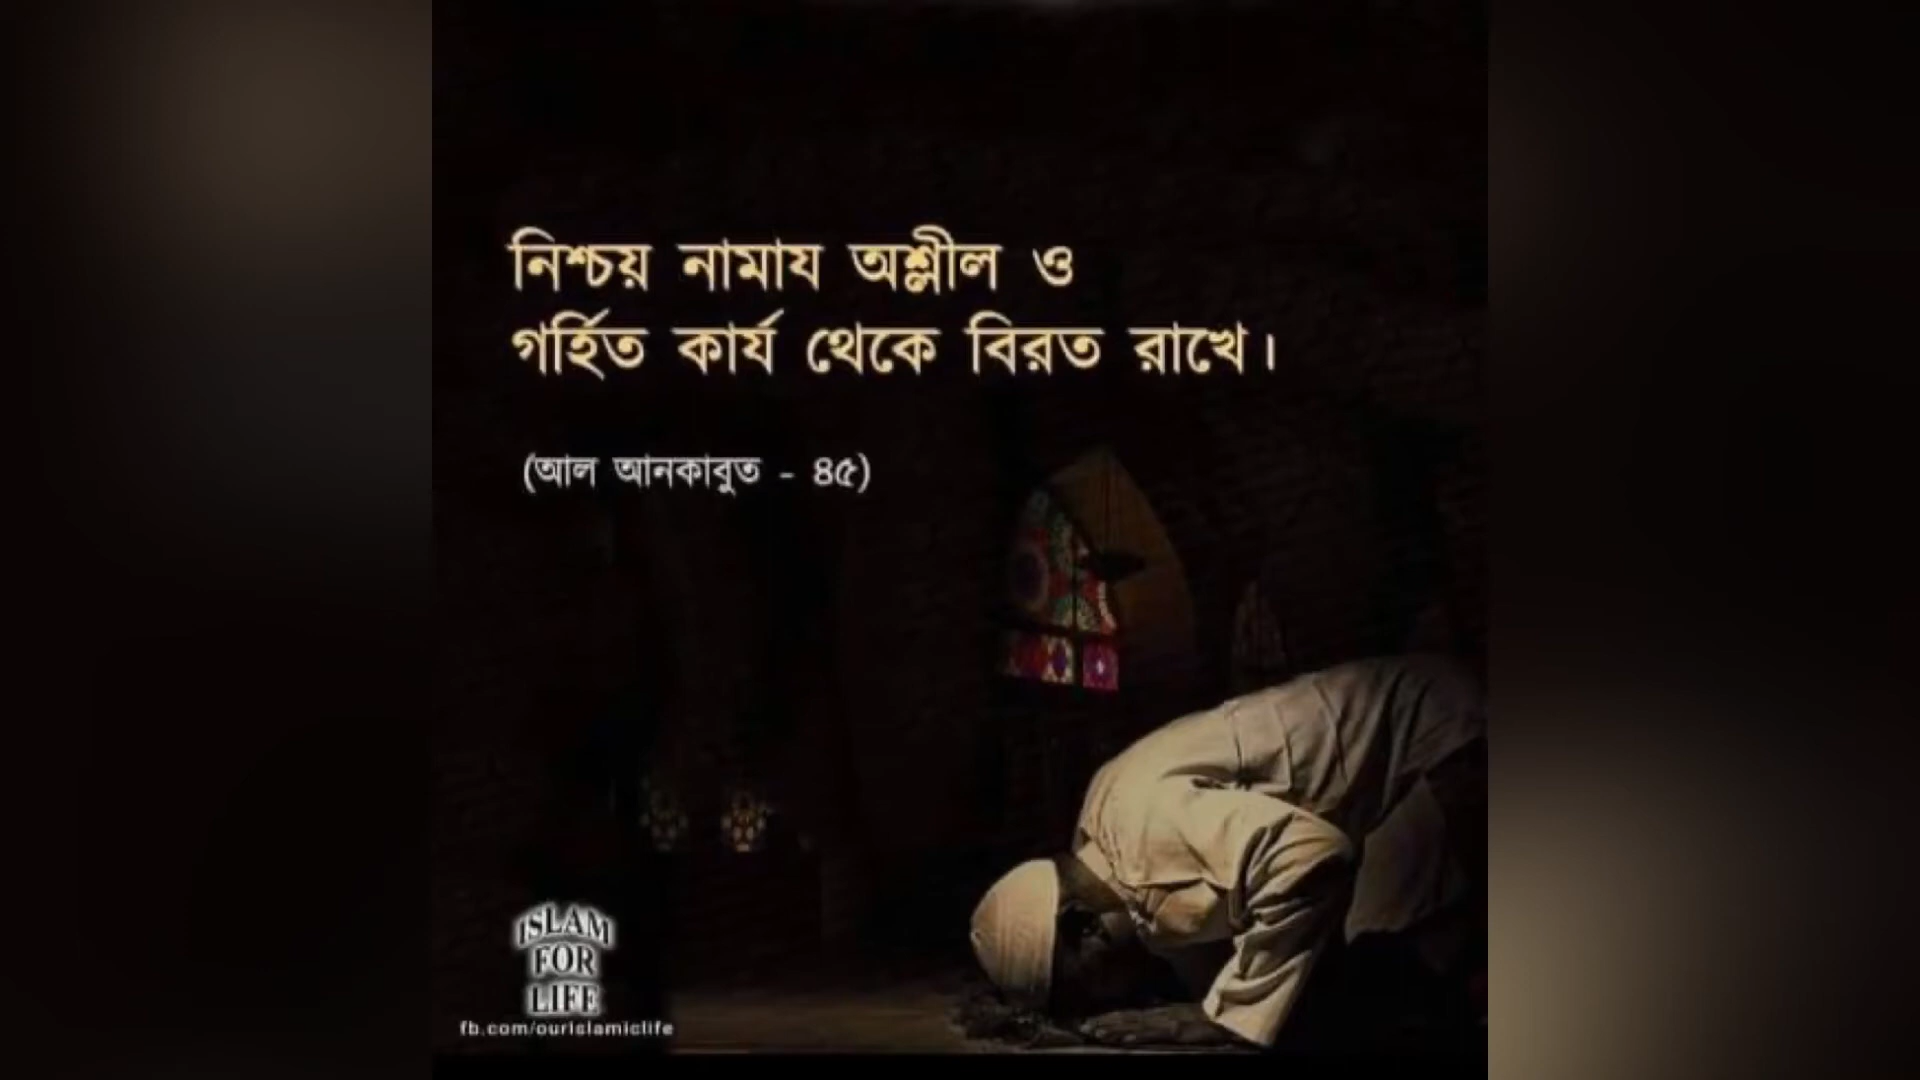 নিশ্চয় নামায অশ্লীল ও
গর্হিত কার্য থেকে বিরত রাখে।
(আল আনকাবুত - ৪৫)
ISLAM
FOR
LIFE
fb.com/ourislamiclife